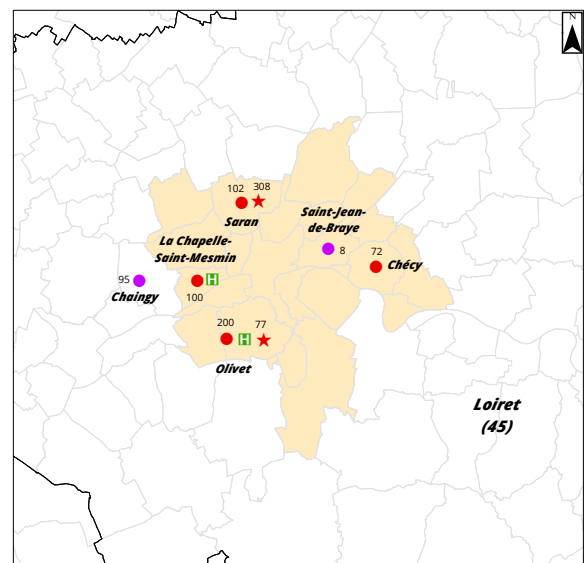 N
102 308
Saran
Saint-Jean-
de-Braye
8
La Chapelle-
Saint-Mesmin
H
100
72
Chécy
95
Chaingy
200
H
77
Olivet
Loiret
(45)